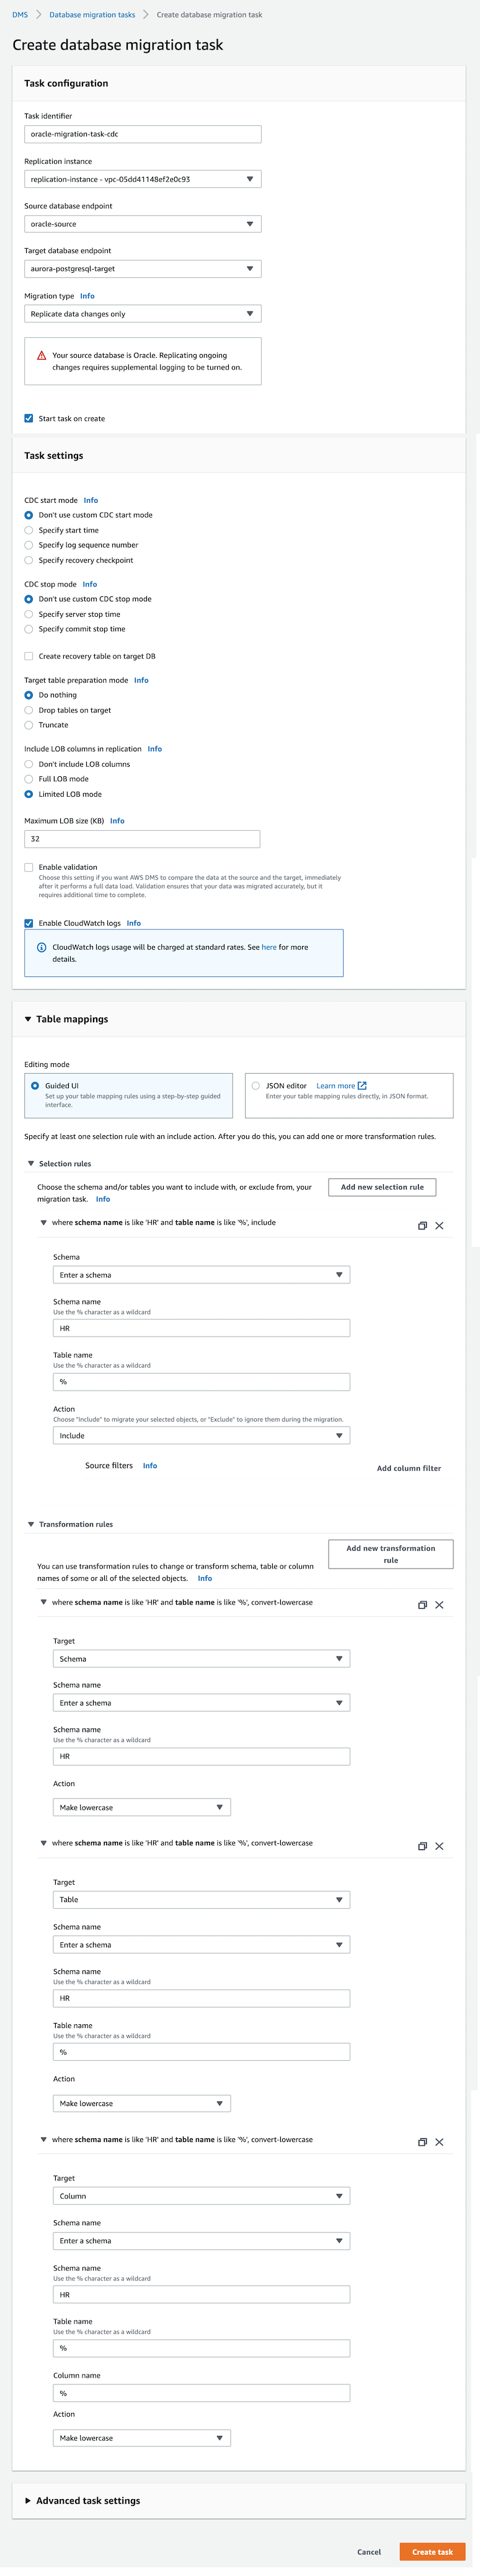 DMS > Database migration tasks > Create database migration task
Create database migration task
Task configuration
Task identifier
oracle-migration-task-cdc
Replication instance
replication-instance - vpc-05dd41148ef2e0c93
Source database endpoint
oracle-source
Target database endpoint
aurora-postgresql-target
Migration type Info
Replicate data changes only
Your source database is Oracle. Replicating ongoing
changes requires supplemental logging to be turned on.
Start task on create
Task settings
CDC start mode Info
Don't use custom CDC start mode
Specify start time
Specify log sequence number
Specify recovery checkpoint
CDC stop mode Info
Don't use custom CDC stop mode
Specify server stop time
Specify commit stop time
Create recovery table on target DB
Target table preparation mode Info
Do nothing
Drop tables on target
Truncate
Include LOB columns in replication Info
Don't include LOB columns
Full LOB mode
Limited LOB mode
Maximum LOB size (KB) Info
32
Enable validation
Choose this setting if you want AWS DMS to compare the data at the source and the target, immediately
after it performs a full data load. Validation ensures that your data was migrated accurately, but it
requires additional time to complete.
Enable CloudWatch logs Info
CloudWatch logs usage will be charged at standard rates. See here for more
details.
Table mappings
Editing mode
Guided UI
Set up your table mapping rules using a step-by-step guided
interface.
JSON editor Learn more
Enter your table mapping rules directly, in JSON format.
Specify at least one selection rule with an include action. After you do this, you can add one or more transformation rules.
Selection rules
Choose the schema and/or tables you want to include with, or exclude from, your
migration task. Info
Add new selection rule
where schema name is like 'HR' and table name is like '%', include
Schema
Enter a schema
Schema name
Use the % character as a wildcard
HR
Table name
Use the % character as a wildcard
%
Action
Choose "Include" to migrate your selected objects, or "Exclude" to ignore them during the migration.
Include
Source filters Info
Add column filter
Transformation rules
You can use transformation rules to change or transform schema, table or column
names of some or all of the selected objects. Info
Add new transformation
rule
where schema name is like 'HR' and table name is like '%', convert-lowercase
Target
Schema
Schema name
Enter a schema
Schema name
Use the % character as a wildcard
HR
Action
Make lowercase
where schema name is like 'HR' and table name is like '%', convert-lowercase
Target
Table
Schema name
Enter a schema
Schema name
Use the % character as a wildcard
HR
Table name
Use the % character as a wildcard
%
Action
Make lowercase
where schema name is like 'HR' and table name is like '%', convert-lowercase
Target
Column
Schema name
Enter a schema
Schema name
Use the % character as a wildcard
HR
Table name
Use the % character as a wildcard
%
Column name
%
Action
Make lowercase
Advanced task settings
Cancel
Create task